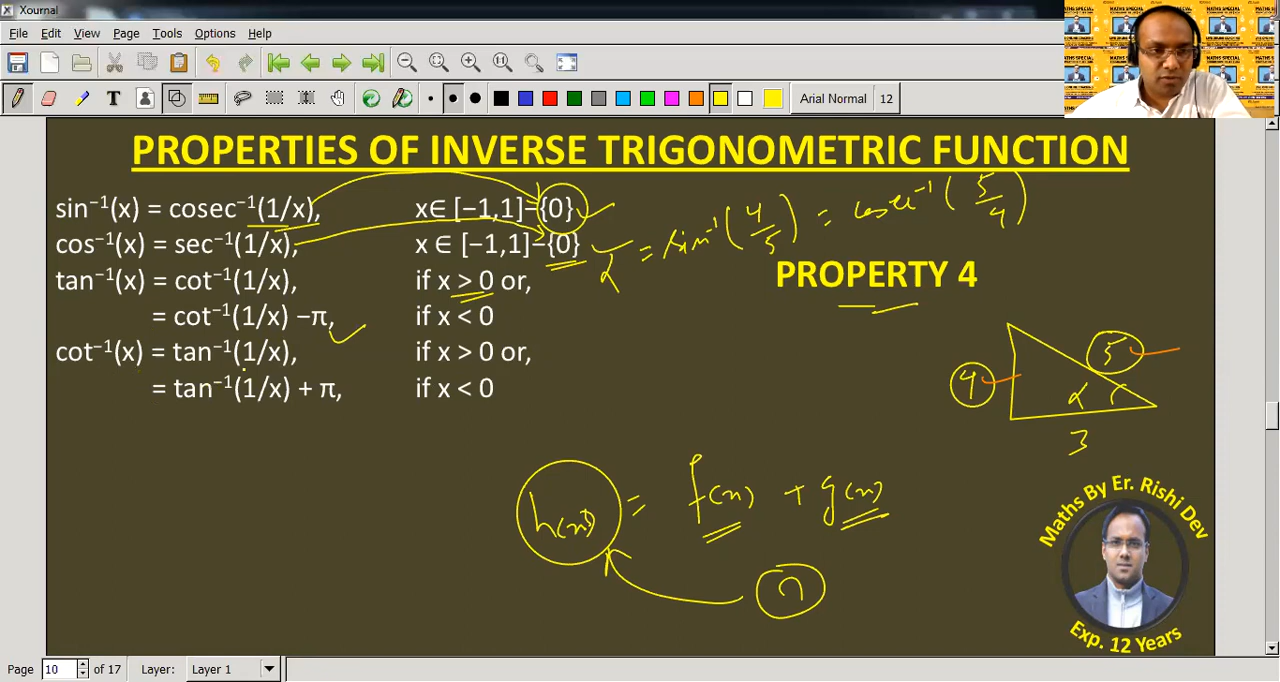 Xournal
File Edit View Page Tools Options Help
Arial Normal 12
PROPERTIES OF INVERSE TRIGONOMETRIC FUNCTION
sin⁻¹(x) = cosec⁻¹(1/x), x∈ [−1,1]−{0}
cos⁻¹(x) = sec⁻¹(1/x), x ∈ [−1,1]−{0}
α = sin⁻¹(4/5) = cosec⁻¹(5/4)
tan⁻¹(x) = cot⁻¹(1/x), if x > 0 or,
PROPERTY 4
= cot⁻¹(1/x) −π, if x < 0
cot⁻¹(x) = tan⁻¹(1/x), if x > 0 or,
= tan⁻¹(1/x) + π, if x < 0
5
4
α
3
h(x) = f(x) + g(x)
Maths By Er. Rishi Dev
Exp. 12 Years
Page 10 of 17 Layer: Layer 1